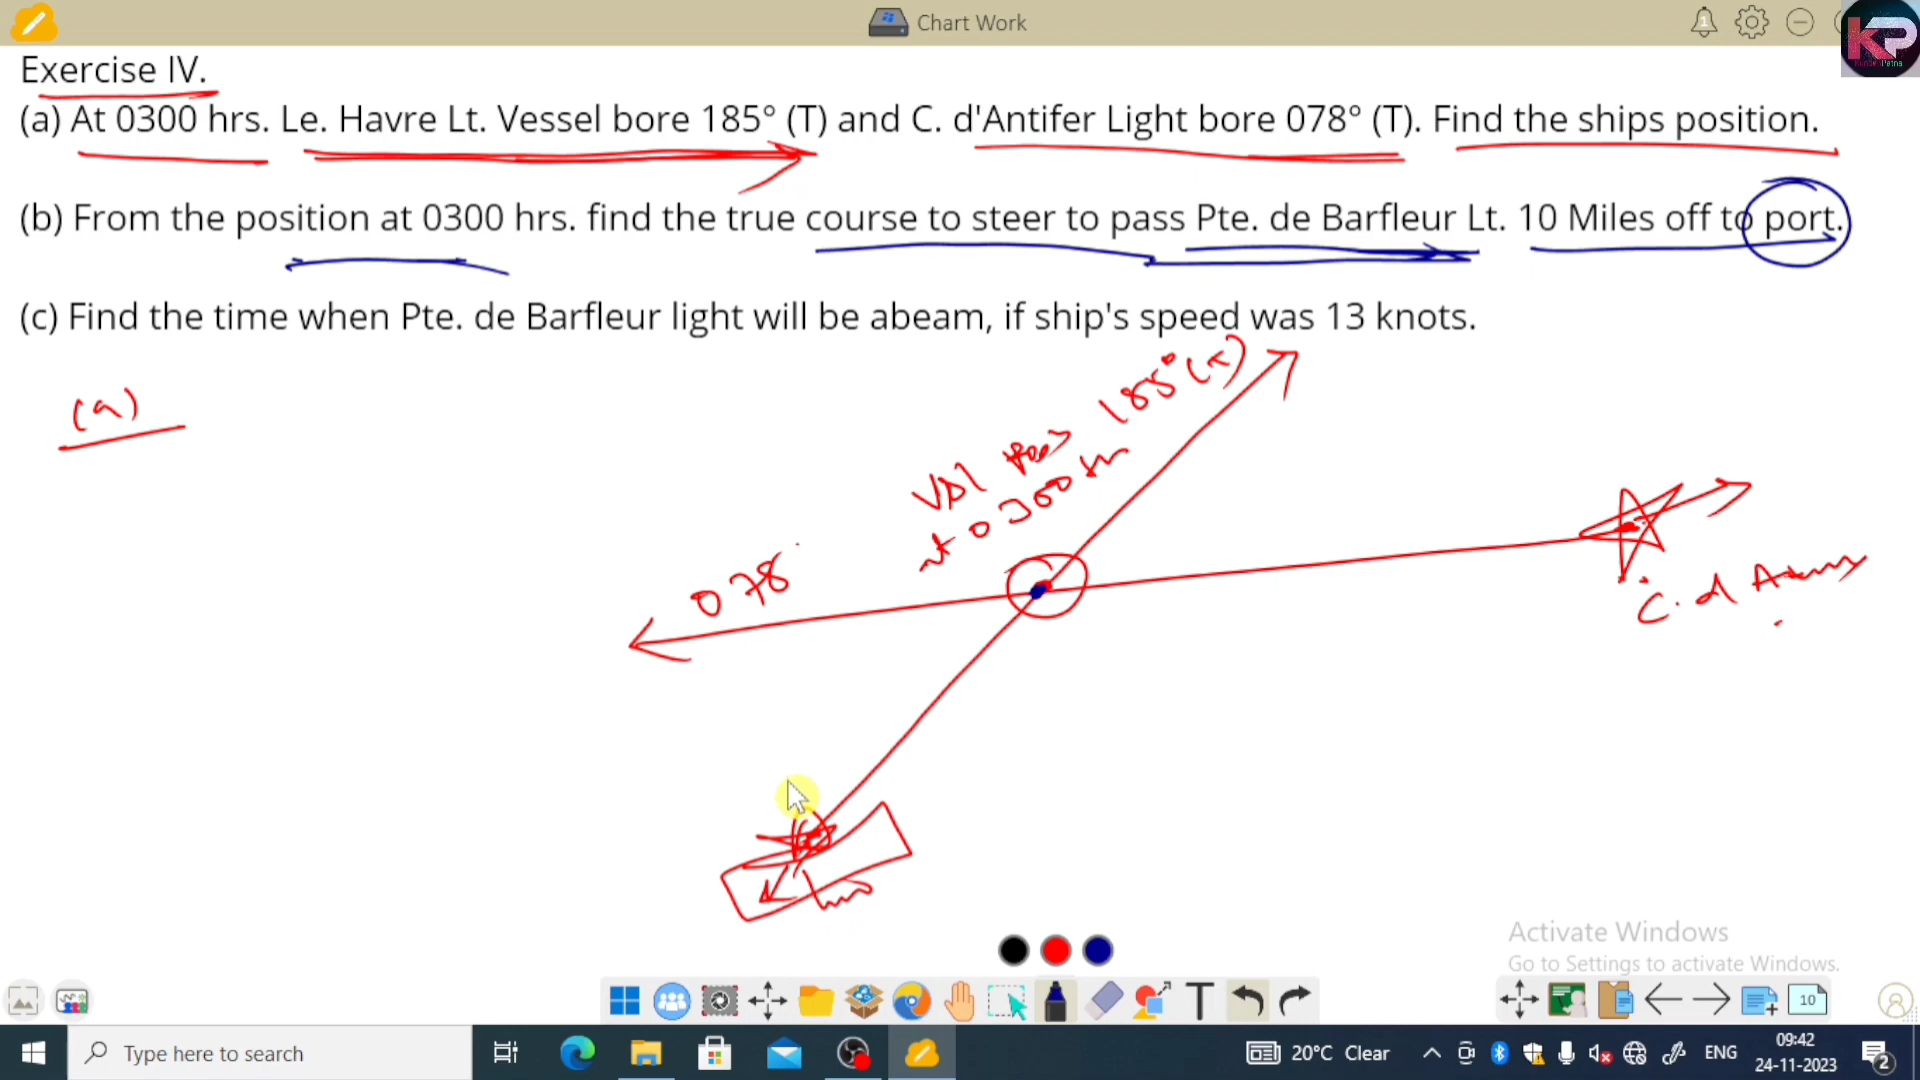 Chart Work
KP
Exercise IV.
(a) At 0300 hrs. Le. Havre Lt. Vessel bore 185° (T) and C. d'Antifer Light bore 078° (T). Find the ships position.
(b) From the position at 0300 hrs. find the true course to steer to pass Pte. de Barfleur Lt. 10 Miles off to port.
(c) Find the time when Pte. de Barfleur light will be abeam, if ship's speed was 13 knots.
(a)
185° (T)
at 0300 hr
078
C. d
Activate Windows
Go to Settings to activate Windows.
10
Type here to search
20°C Clear
ENG
09:42
24-11-2023
2